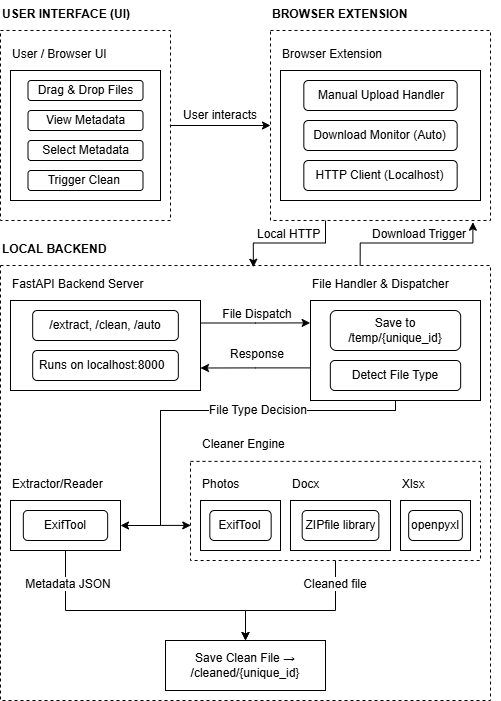 USER INTERFACE (UI)
BROWSER EXTENSION
User / Browser UI
Drag & Drop Files
View Metadata
Select Metadata
Trigger Clean
User interacts
Browser Extension
Manual Upload Handler
Download Monitor (Auto)
HTTP Client (Localhost)
Local HTTP
Download Trigger
LOCAL BACKEND
FastAPI Backend Server
/extract, /clean, /auto
Runs on localhost:8000
File Dispatch
Response
File Handler & Dispatcher
Save to
/temp/{unique_id}
Detect File Type
File Type Decision
Cleaner Engine
Extractor/Reader
ExifTool
Photos
ExifTool
Docx
ZIPfile library
Xlsx
openpyxl
Metadata JSON
Cleaned file
Save Clean File →
/cleaned/{unique_id}